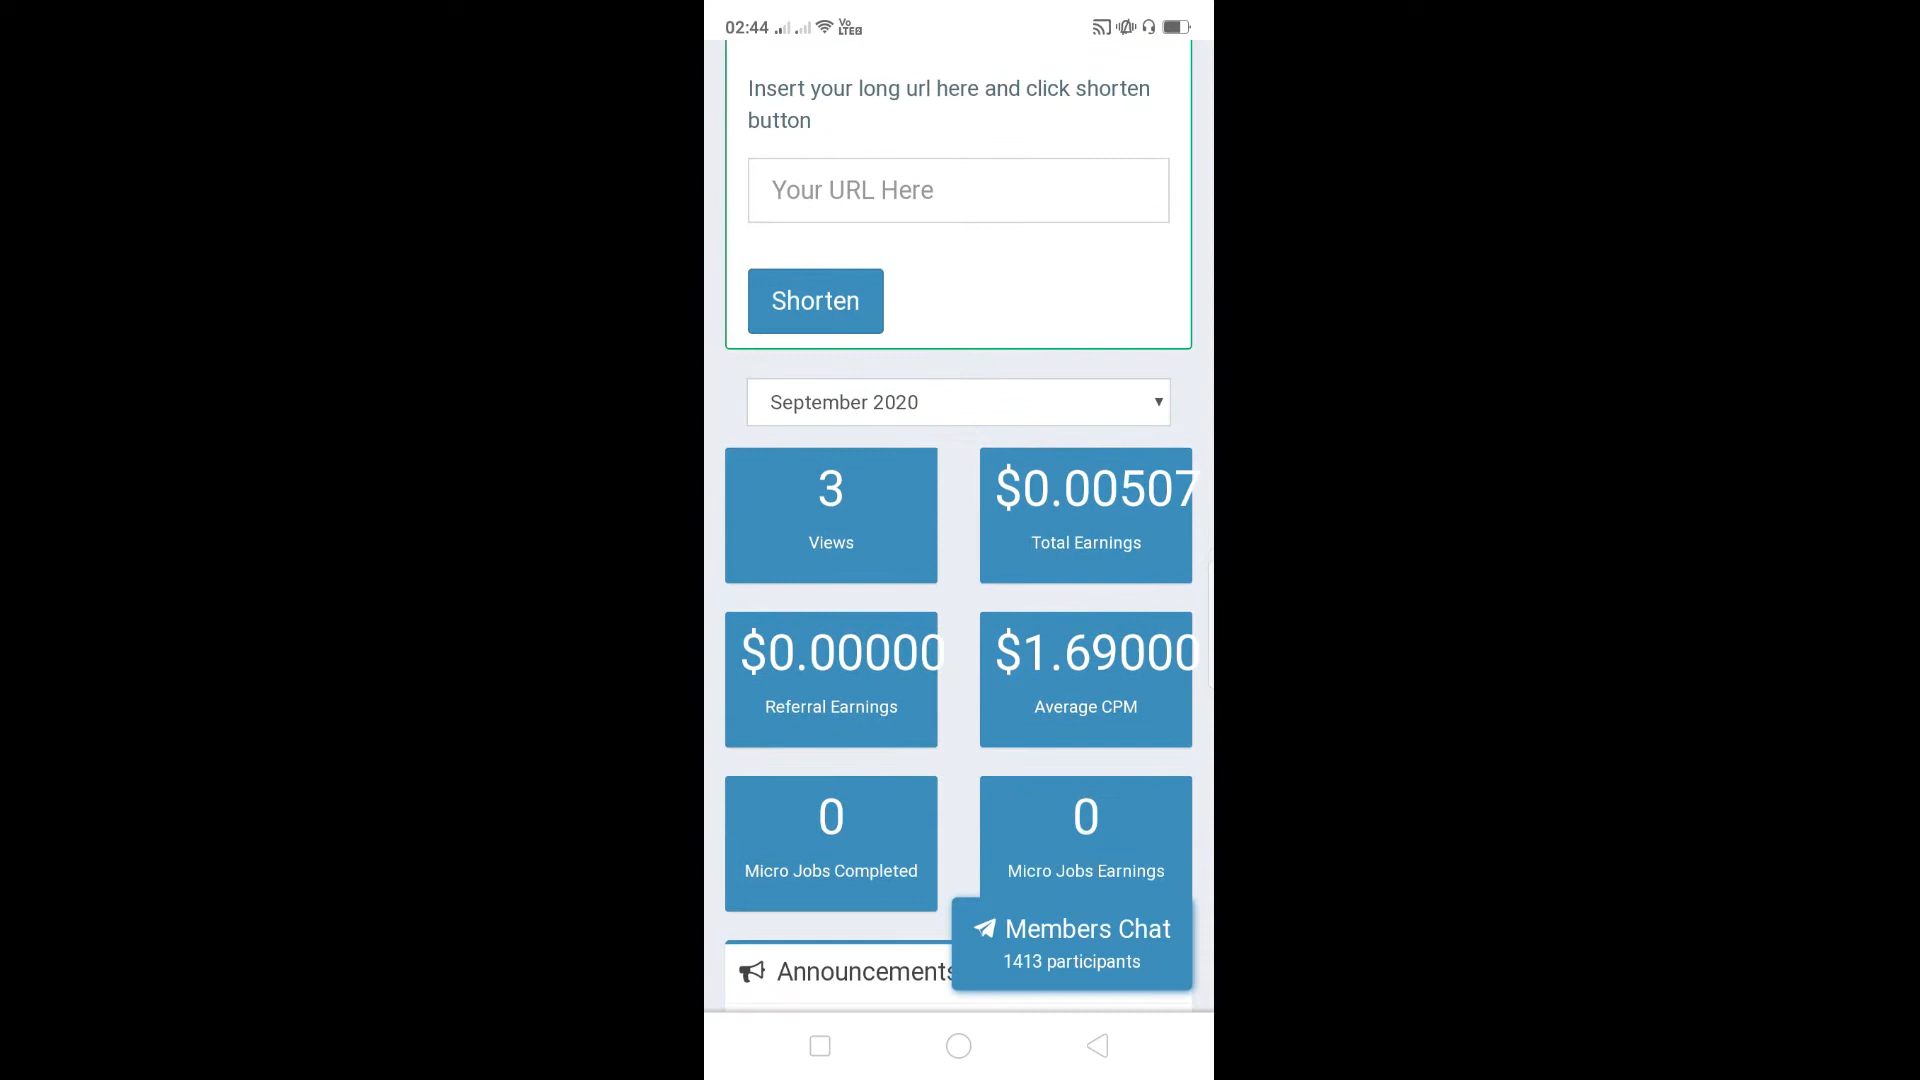 02:44 Vo LTE2
Insert your long url here and click shorten
button
Your URL Here
Shorten
September 2020
3
Views
$0.00507
Total Earnings
$0.00000
Referral Earnings
$1.69000
Average CPM
0
Micro Jobs Completed
0
Micro Jobs Earnings
Members Chat
1413 participants
Announcements